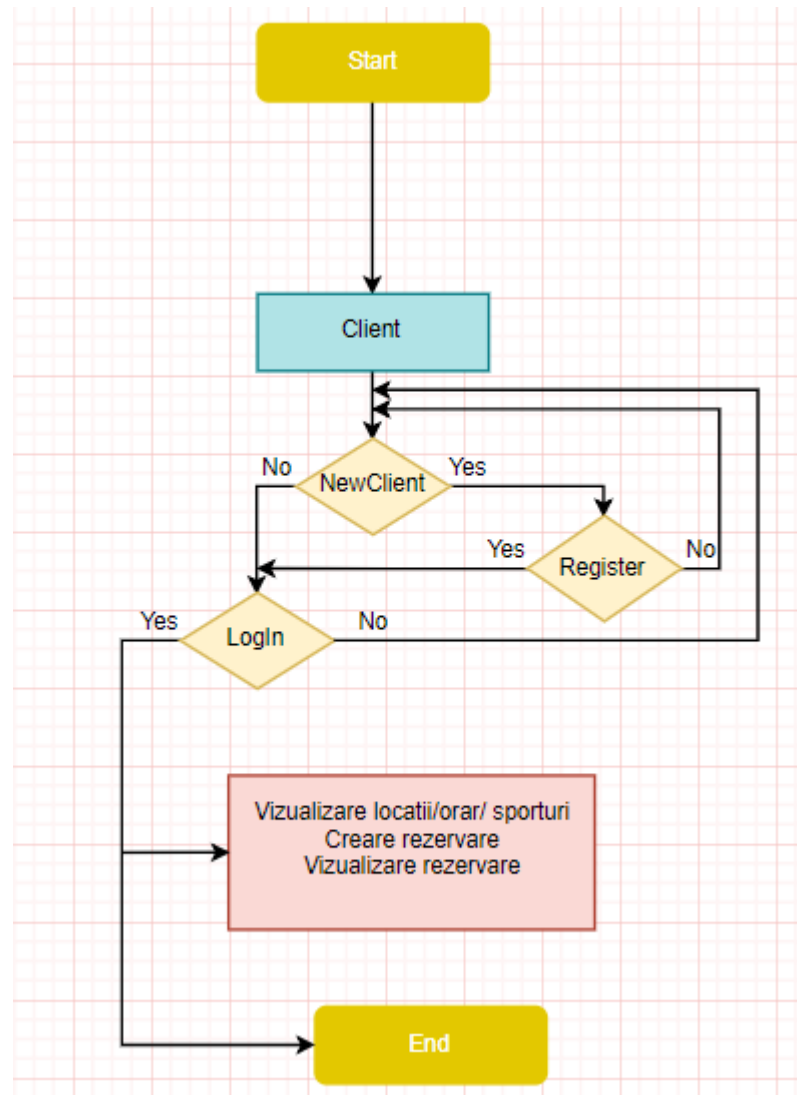 Start
Client
No
Yes
NewClient
Yes
Register
No
Yes
LogIn
No
Vizualizare locatii/orar/ sporturi
Creare rezervare
Vizualizare rezervare
End